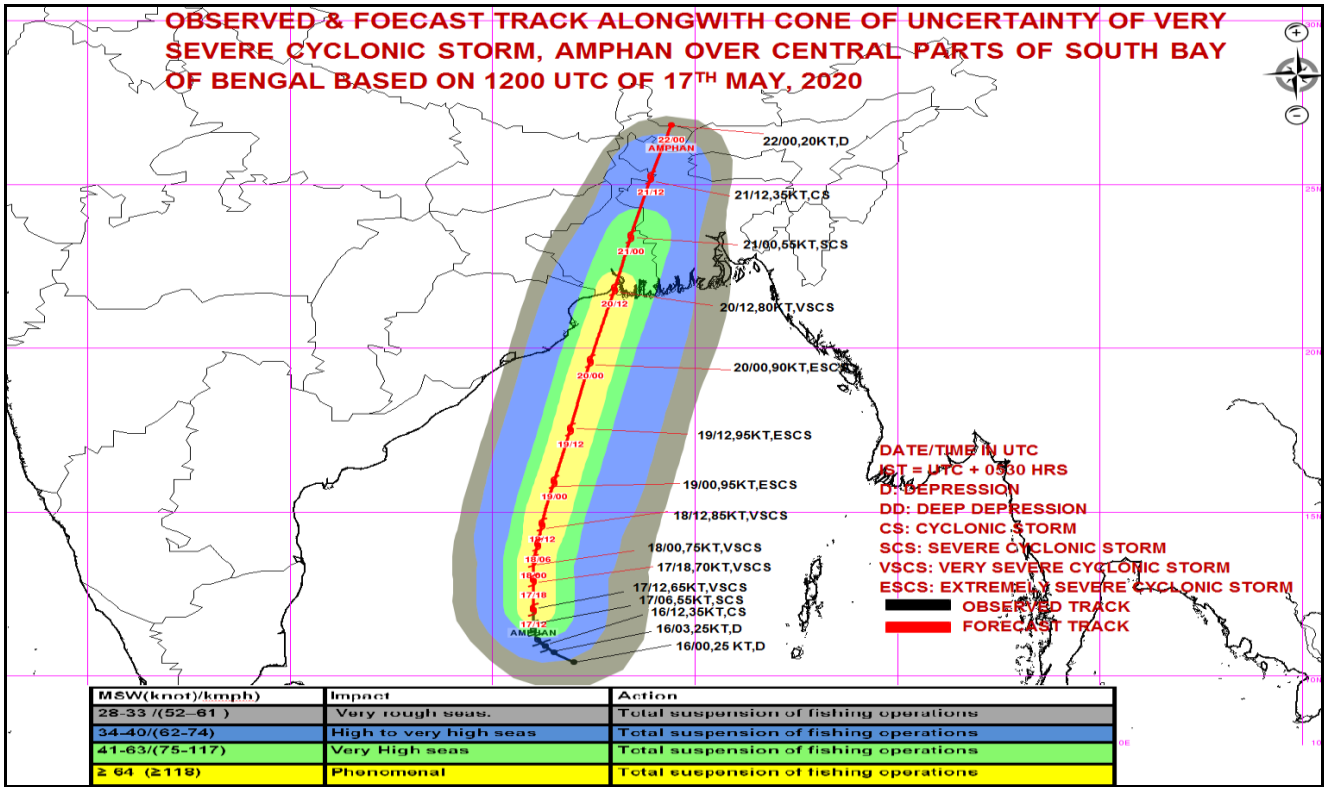 OBSERVED & FOECAST TRACK ALONGWITH CONE OF UNCERTAINTY OF VERY
SEVERE CYCLONIC STORM, AMPHAN OVER CENTRAL PARTS OF SOUTH BAY
OF BENGAL BASED ON 1200 UTC OF 17TH MAY, 2020
22/00
AMPHAN
22/00,20KT,D
21/12
21/12,35KT,CS
25N
21/00,55KT,SCS
21/00
20/12
20/12,80KT,VSCS
20/00
20/00,90KT,ESCS
20N
19/12
19/12,95KT,ESCS
19/00
19/00,95KT,ESCS
18/12,85KT,VSCS
15N
18/12
18/06
18/00,75KT,VSCS
18/00
17/18,70KT,VSCS
17/18
17/12,65KT,VSCS
17/06,55KT,SCS
16/12,35KT,CS
17/12
AMPHAN
16/03,25KT,D
16/00,25 KT,D
10N
DATE/TIME IN UTC
IST = UTC + 0530 HRS
D: DEPRESSION
DD: DEEP DEPRESSION
CS: CYCLONIC STORM
SCS: SEVERE CYCLONIC STORM
VSCS: VERY SEVERE CYCLONIC STORM
ESCS: EXTREMELY SEVERE CYCLONIC STORM
OBSERVED TRACK
FORECAST TRACK
MSW(knot)/kmph) Impact Action
28-33 /(52–61 ) Very rough seas. Total suspension of fishing operations
34-40/(62-74) High to very high seas Total suspension of fishing operations
41-63/(75-117) Very High seas Total suspension of fishing operations
≥ 64 (≥118) Phenomenal Total suspension of fishing operations